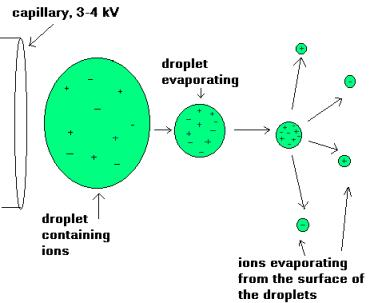 capillary, 3-4 kV
droplet
evaporating
droplet
containing
ions
ions evaporating
from the surface of
the droplets